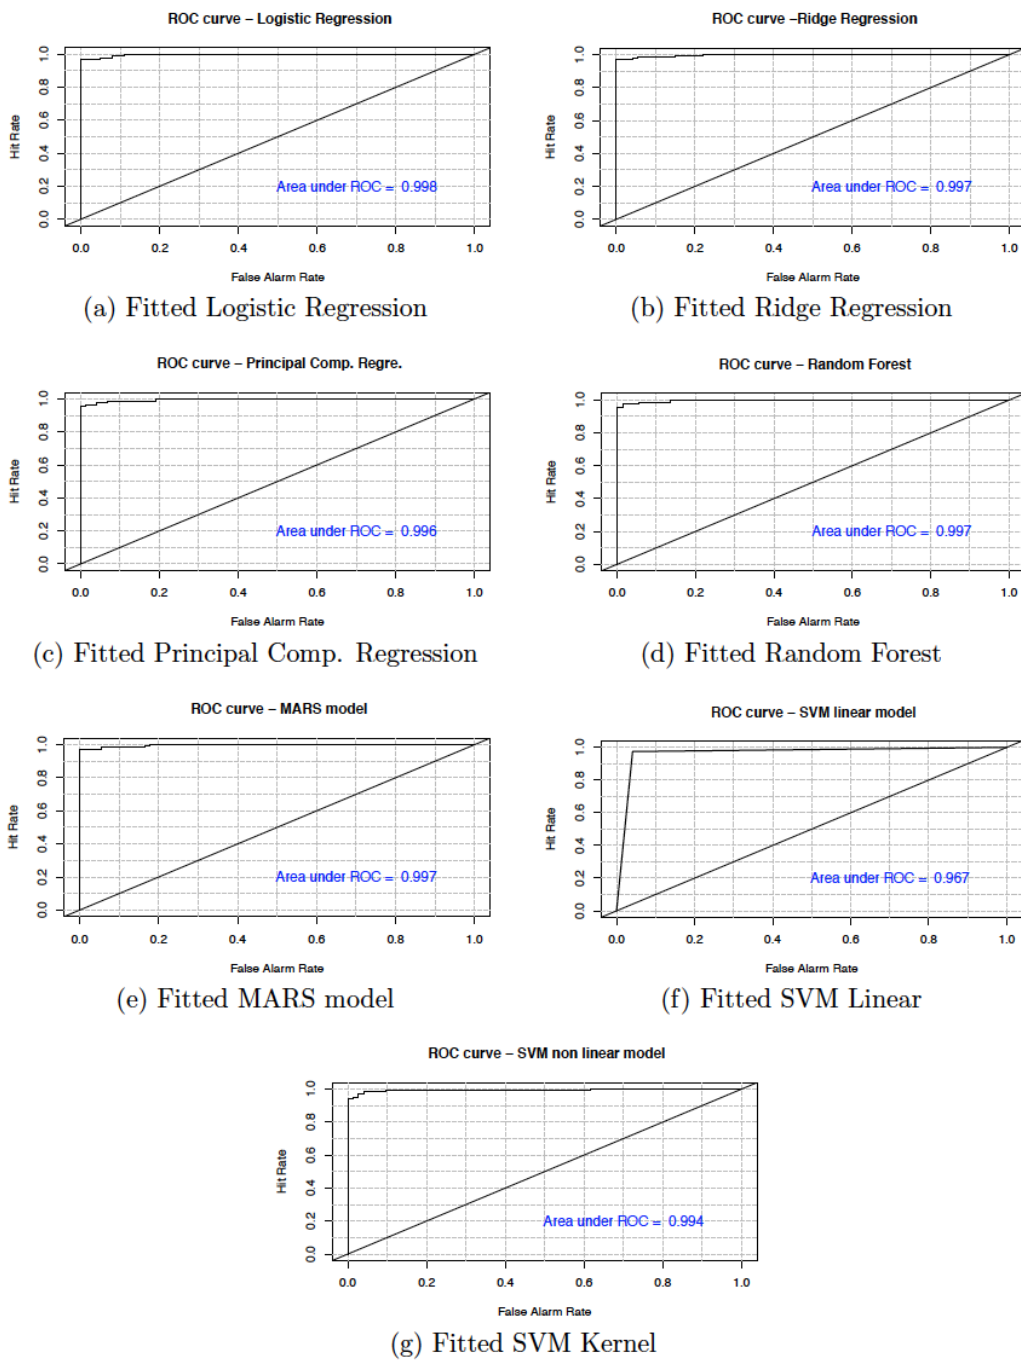 ROC curve – Logistic Regression
1.0
0.8
0.6
0.4
0.2
0.0
Hit Rate
Area under ROC = 0.998
0.0 0.2 0.4 0.6 0.8 1.0
False Alarm Rate
(a) Fitted Logistic Regression
ROC curve –Ridge Regression
1.0
0.8
0.6
0.4
0.2
0.0
Hit Rate
Area under ROC = 0.997
0.0 0.2 0.4 0.6 0.8 1.0
False Alarm Rate
(b) Fitted Ridge Regression
ROC curve – Principal Comp. Regre.
1.0
0.8
0.6
0.4
0.2
0.0
Hit Rate
Area under ROC = 0.996
0.0 0.2 0.4 0.6 0.8 1.0
False Alarm Rate
(c) Fitted Principal Comp. Regression
ROC curve – Random Forest
1.0
0.8
0.6
0.4
0.2
0.0
Hit Rate
Area under ROC = 0.997
0.0 0.2 0.4 0.6 0.8 1.0
False Alarm Rate
(d) Fitted Random Forest
ROC curve – MARS model
1.0
0.8
0.6
0.4
0.2
0.0
Hit Rate
Area under ROC = 0.997
0.0 0.2 0.4 0.6 0.8 1.0
False Alarm Rate
(e) Fitted MARS model
ROC curve – SVM linear model
1.0
0.8
0.6
0.4
0.2
0.0
Hit Rate
Area under ROC = 0.967
0.0 0.2 0.4 0.6 0.8 1.0
False Alarm Rate
(f) Fitted SVM Linear
ROC curve – SVM non linear model
1.0
0.8
0.6
0.4
0.2
0.0
Hit Rate
Area under ROC = 0.994
0.0 0.2 0.4 0.6 0.8 1.0
False Alarm Rate
(g) Fitted SVM Kernel